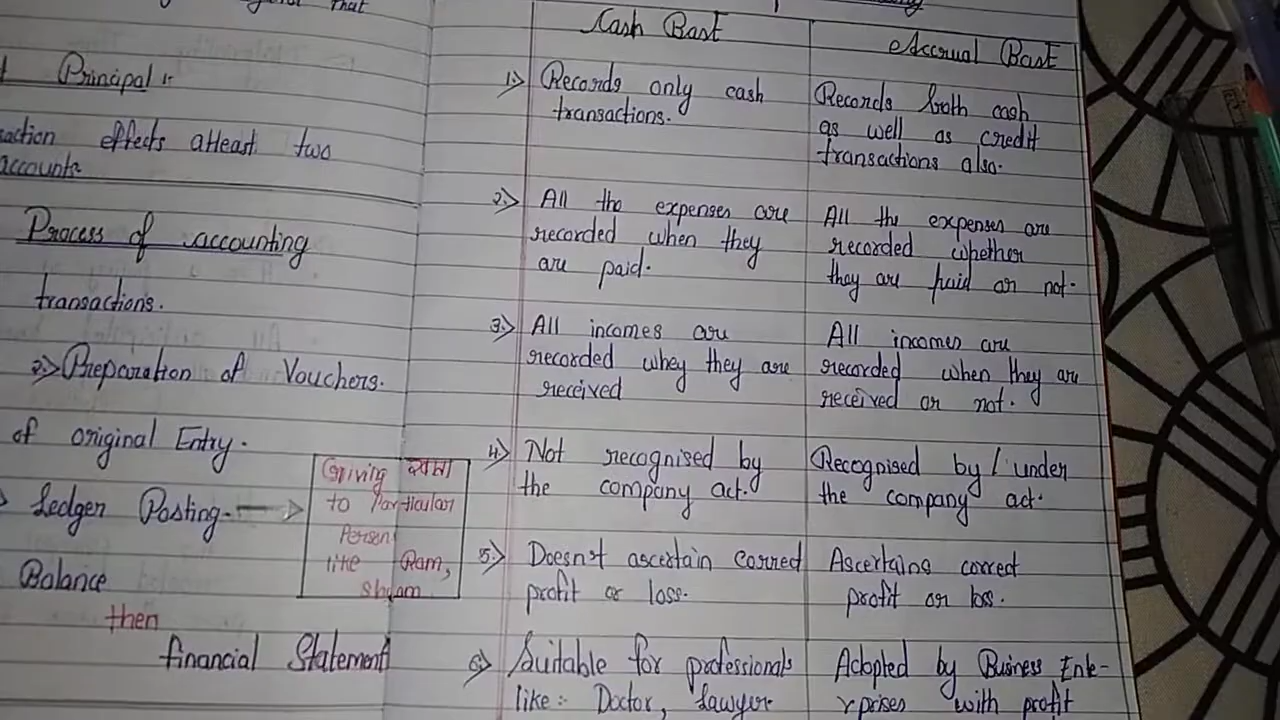 that
Principal :-
saction effects atleast two
accounts
Process of accounting
transactions.
2.> Preparation of Vouchers.
of original Entry.
Ledger Posting-
Giving
to Particular
Person
like Ram,
Shyam
Balance
then
financial Statement
Cash Bast
Accrual Bast
1.> Records only cash
transactions.
Records both cash
as well as credit
transactions also.
2.> All the expenses are
recorded when they
are paid.
All the expenses are
recorded whether
they are paid or not.
3.> All incomes are
recorded whey they are
received
All incomes are
recorded when they are
received or not.
4.> Not recognised by
the company act.
Recognised by / under
the company act.
5.> Doesn't ascertain correct
profit or loss.
Ascertains correct
profit or loss.
6.> Suitable for professionals
like:- Doctor, Lawyer
Adopted by Business Ente-
rprises with profit